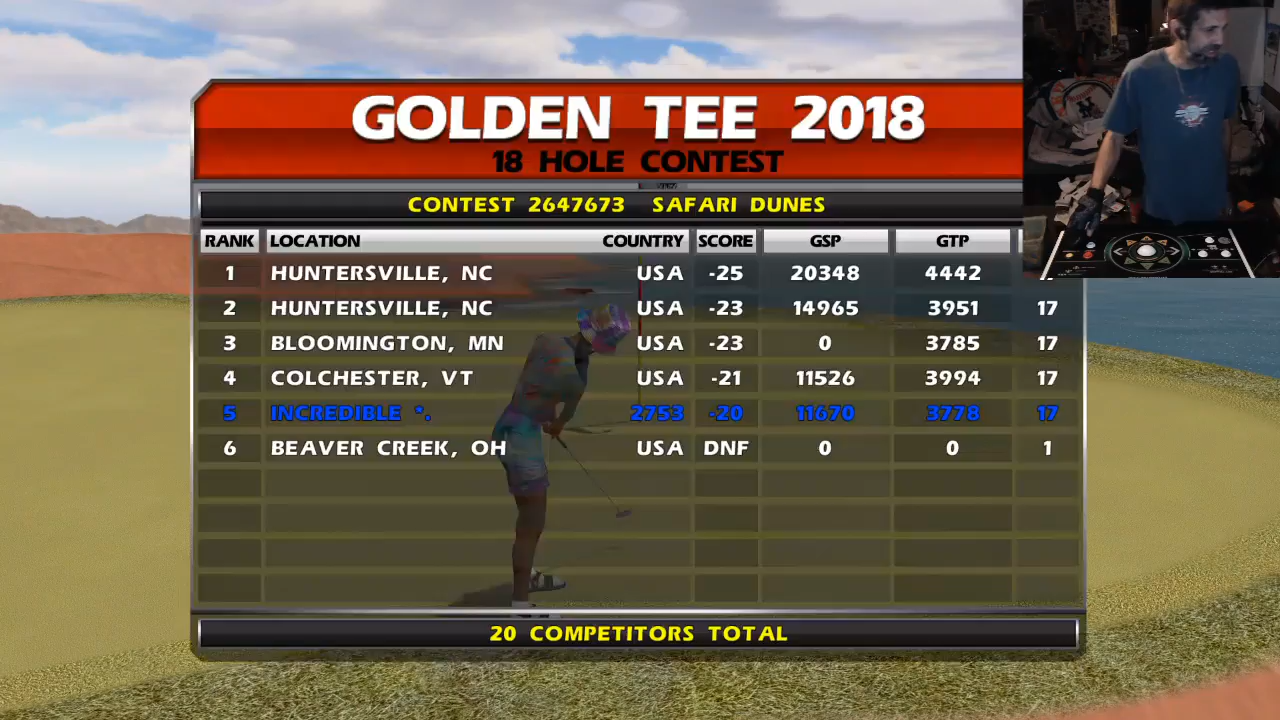 GOLDEN TEE 2018
18 HOLE CONTEST
CONTEST 2647673 SAFARI DUNES
RANK LOCATION COUNTRY SCORE GSP GTP
1 HUNTERSVILLE, NC USA -25 20348 4442
2 HUNTERSVILLE, NC USA -23 14965 3951 17
3 BLOOMINGTON, MN USA -23 0 3785 17
4 COLCHESTER, VT USA -21 11526 3994 17
5 INCREDIBLE *. 2753 -20 11670 3778 17
6 BEAVER CREEK, OH USA DNF 0 0 1
20 COMPETITORS TOTAL